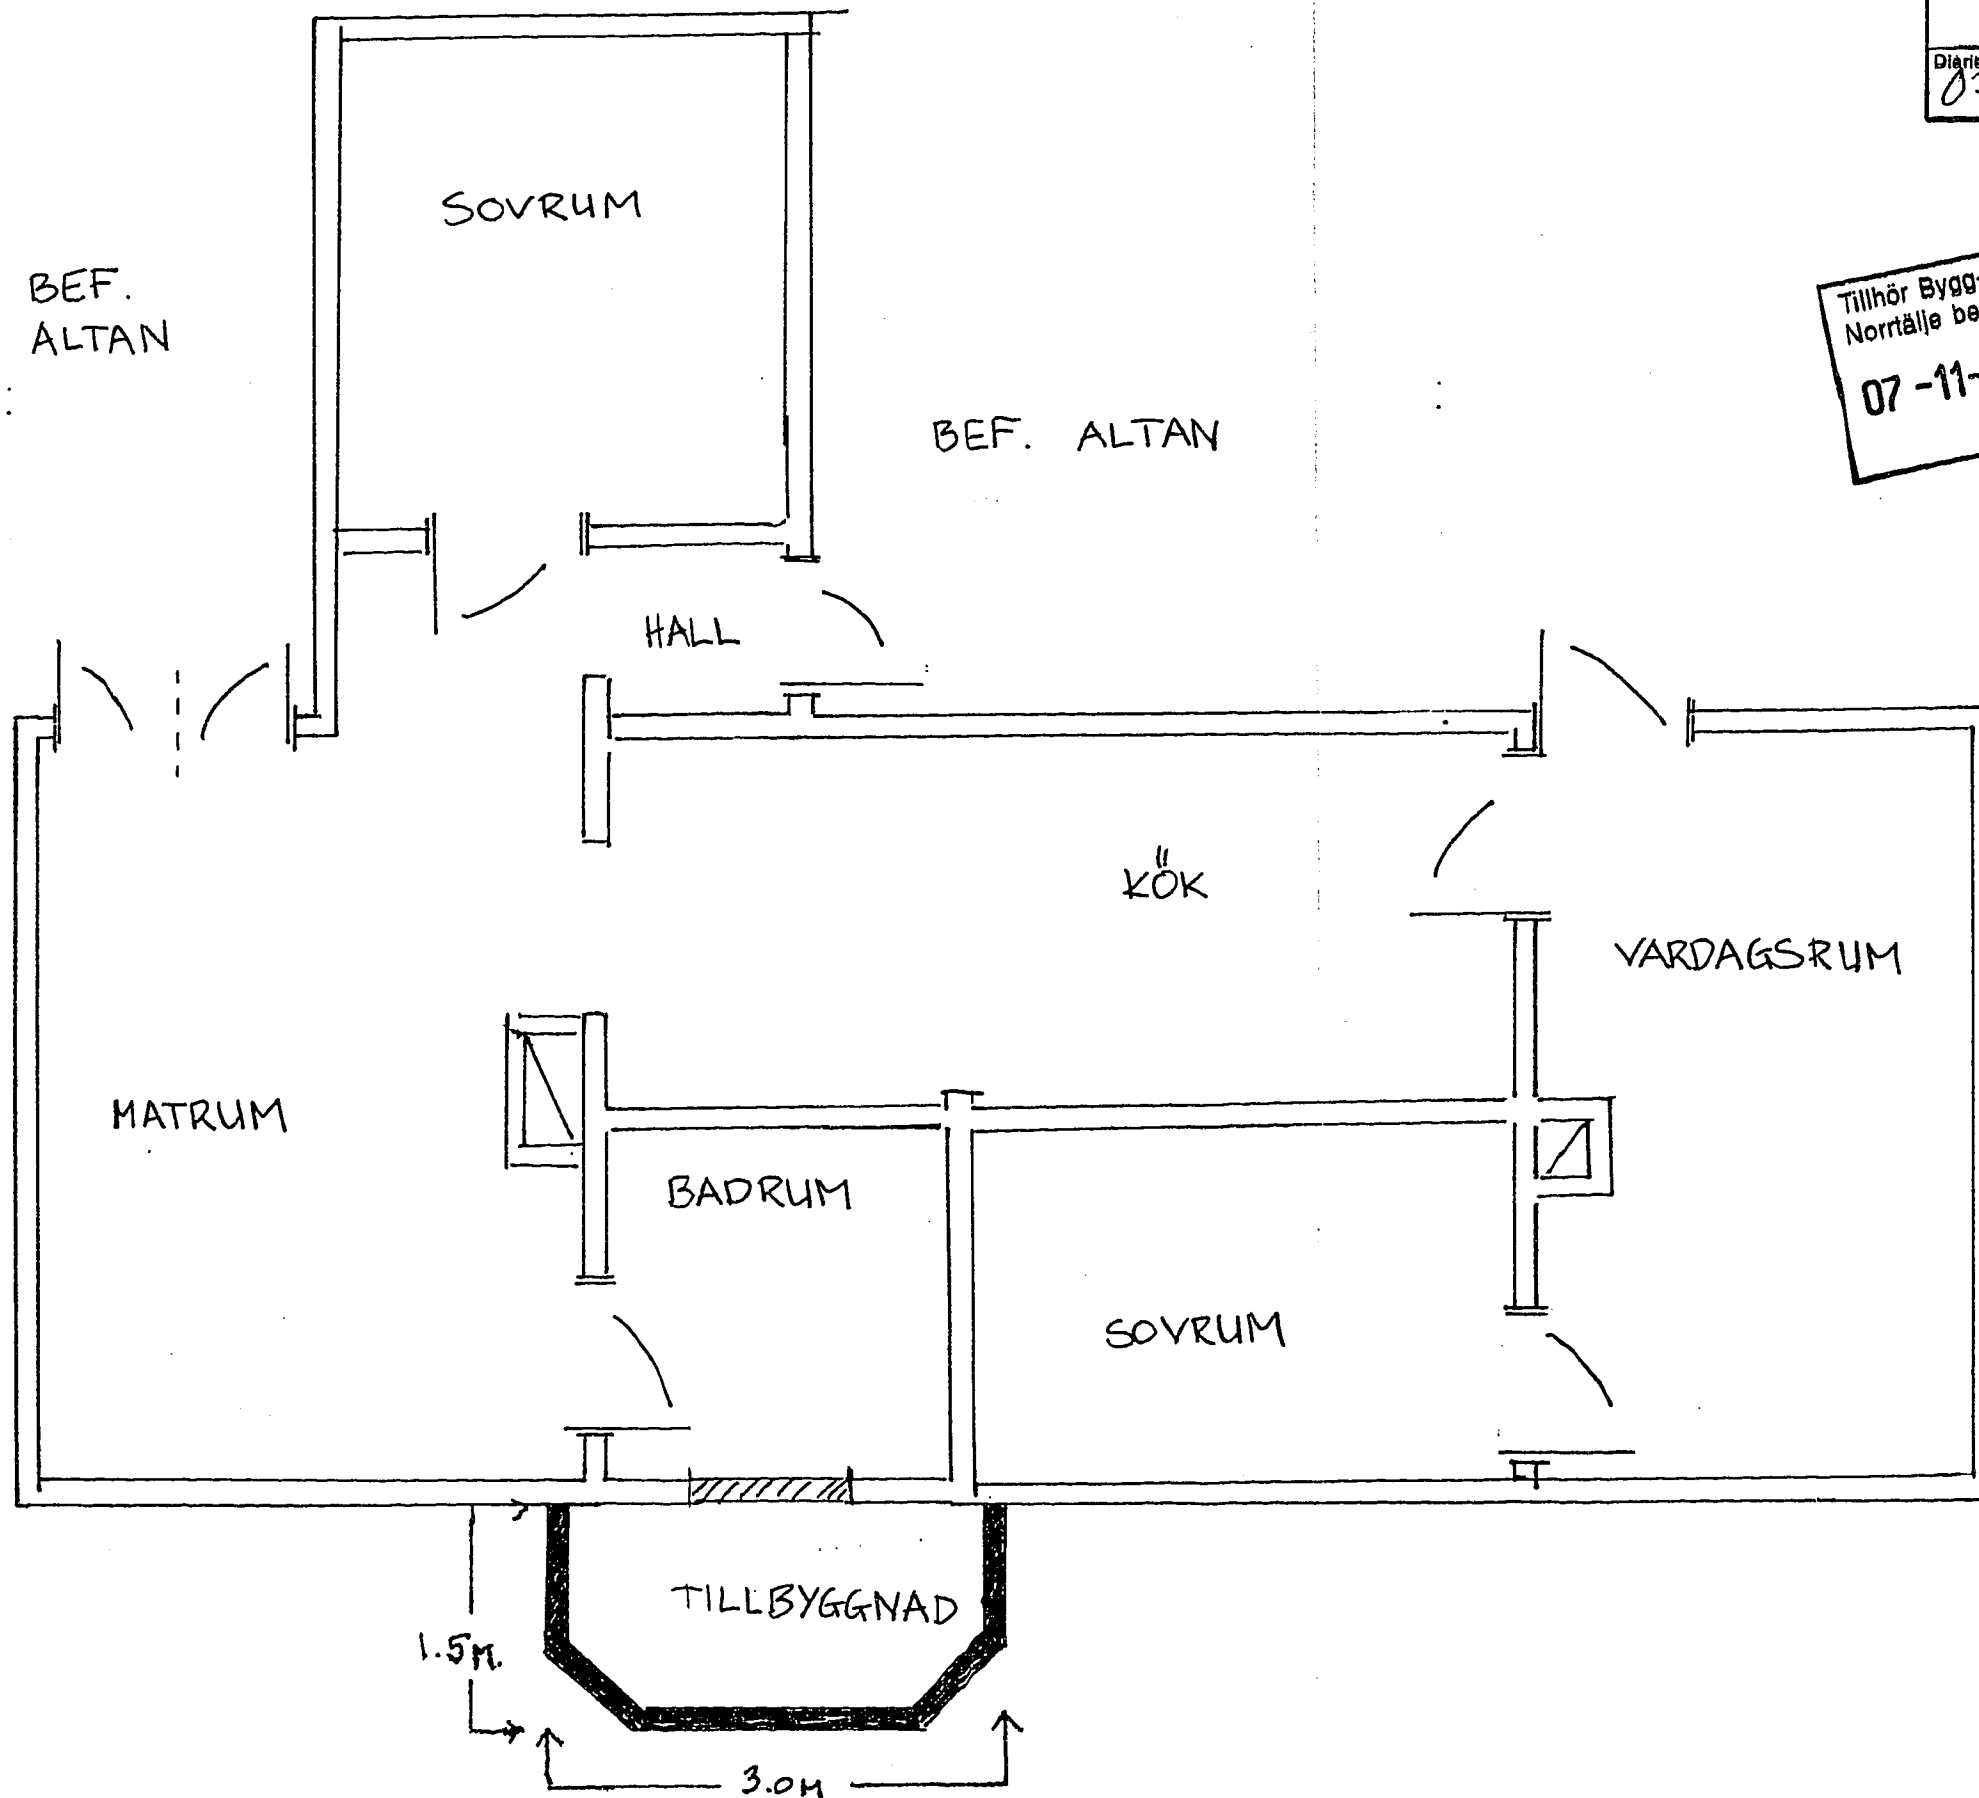 SOVRUM
BEF.
ALTAN
Tillhör Bygg-
Norrtälje
07-11-
BEF. ALTAN
HALL
KÖK
VARDAGSRUM
MATRUM
BADRUM
SOVRUM
TILLBYGGNAD
1.5M.
3.0M